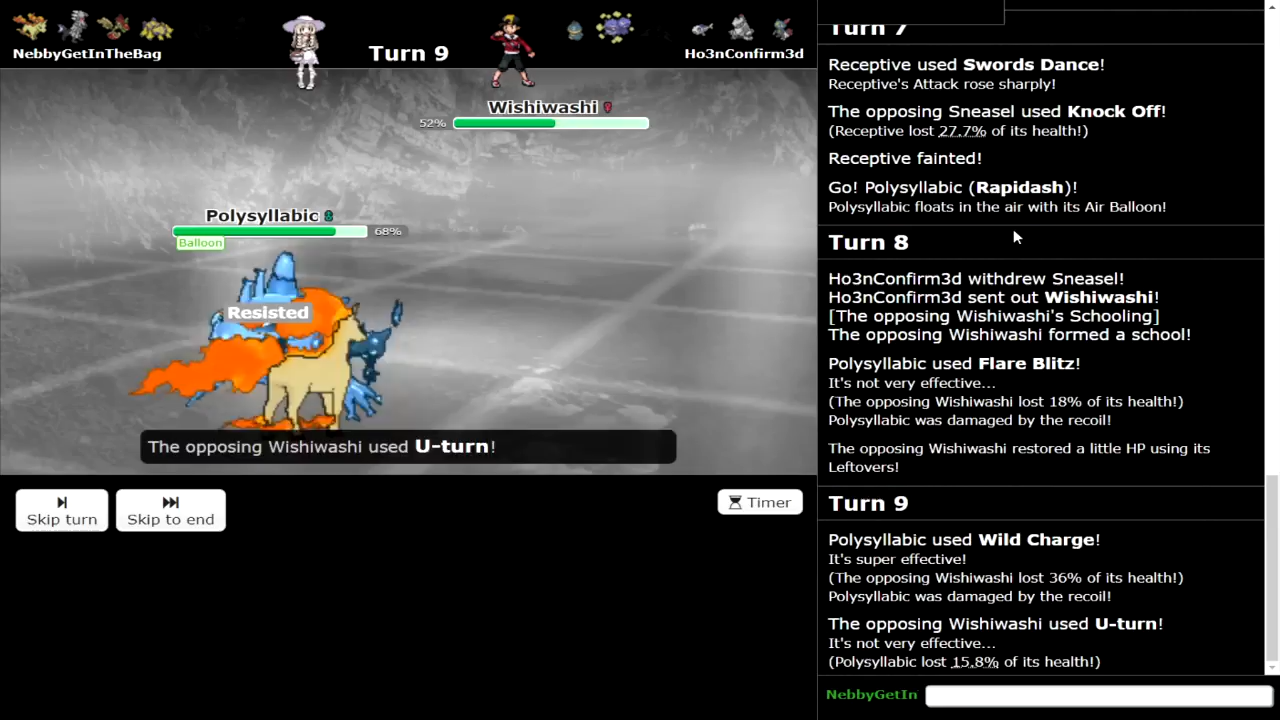 NebbyGetInTheBag
Turn 9
Ho3nConfirm3d
Wishiwashi
52%
Polysyllabic
68%
Balloon
Resisted
The opposing Wishiwashi used U-turn!
Skip turn
Skip to end
Timer
Turn 7
Receptive used Swords Dance!
Receptive's Attack rose sharply!
The opposing Sneasel used Knock Off!
(Receptive lost 27.7% of its health!)
Receptive fainted!
Go! Polysyllabic (Rapidash)!
Polysyllabic floats in the air with its Air Balloon!
Turn 8
Ho3nConfirm3d withdrew Sneasel!
Ho3nConfirm3d sent out Wishiwashi!
[The opposing Wishiwashi's Schooling]
The opposing Wishiwashi formed a school!
Polysyllabic used Flare Blitz!
It's not very effective...
(The opposing Wishiwashi lost 18% of its health!)
Polysyllabic was damaged by the recoil!
The opposing Wishiwashi restored a little HP using its
Leftovers!
Turn 9
Polysyllabic used Wild Charge!
It's super effective!
(The opposing Wishiwashi lost 36% of its health!)
Polysyllabic was damaged by the recoil!
The opposing Wishiwashi used U-turn!
It's not very effective...
(Polysyllabic lost 15.8% of its health!)
NebbyGetIn